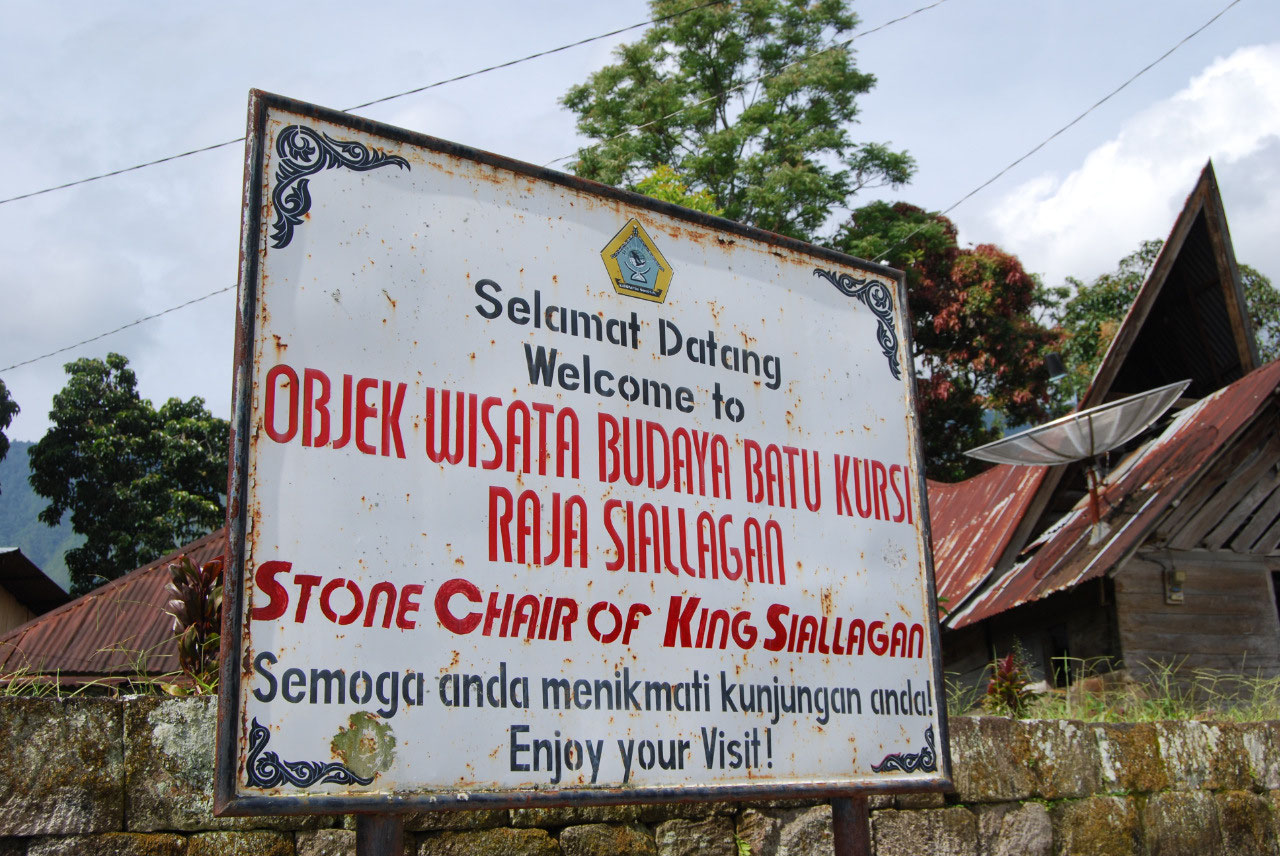 Selamat Datang
Welcome to
OBJEK WISATA BUDAYA BATU KURSI
RAJA SIALLAGAN
STONE CHAIR OF KING SIALLAGAN
Semoga anda menikmati kunjungan anda!
Enjoy your Visit!